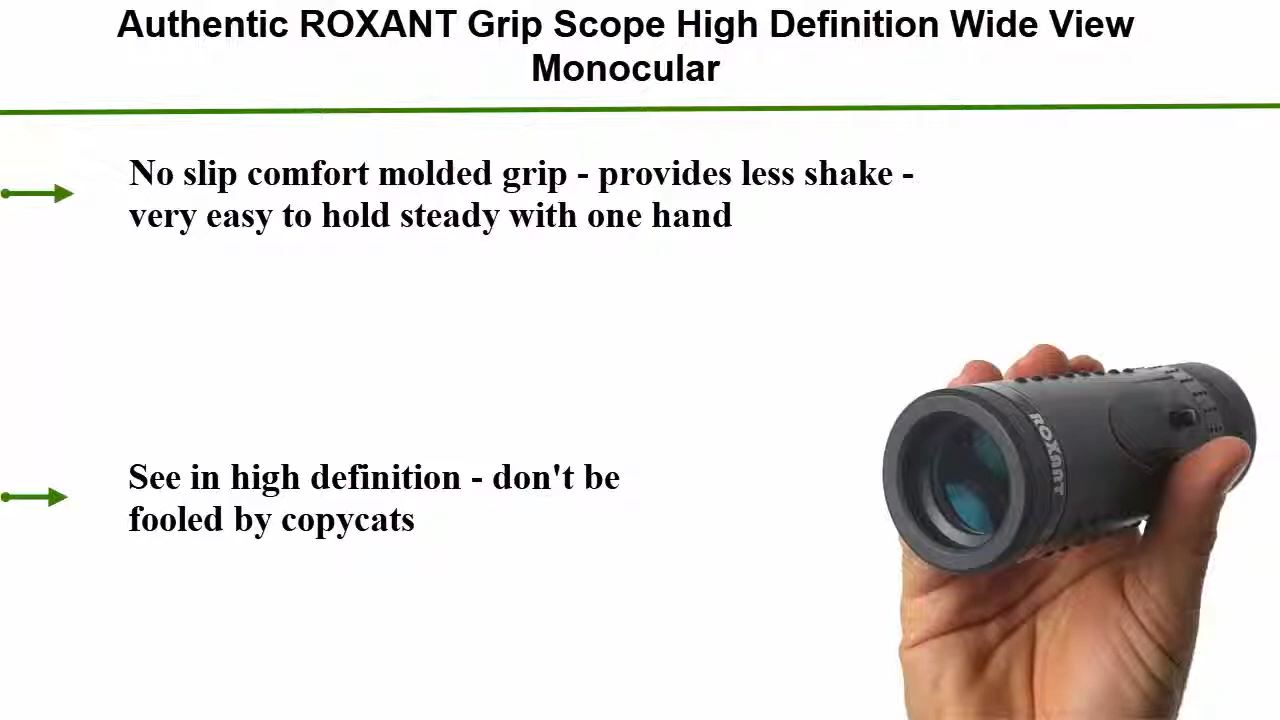 Authentic ROXANT Grip Scope High Definition Wide View
Monocular
No slip comfort molded grip - provides less shake -
very easy to hold steady with one hand
See in high definition - don't be
fooled by copycats
ROXANT